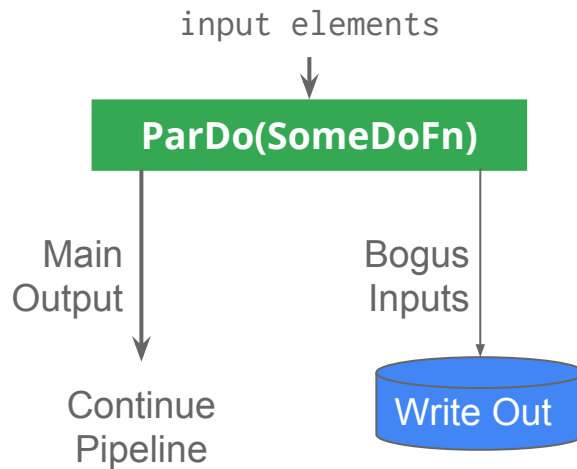 input elements
ParDo(SomeDoFn)
Main
Output
Bogus
Inputs
Continue
Pipeline
Write Out